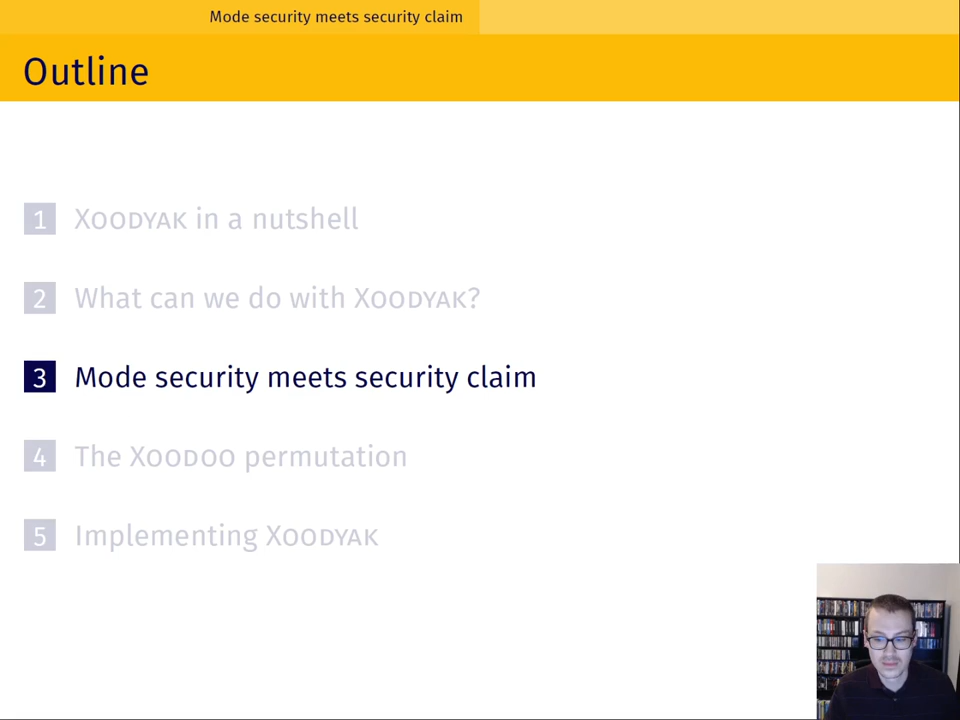 Mode security meets security claim
Outline
1 Xoodyak in a nutshell
2 What can we do with Xoodyak?
3 Mode security meets security claim
4 The Xoodoo permutation
5 Implementing Xoodyak